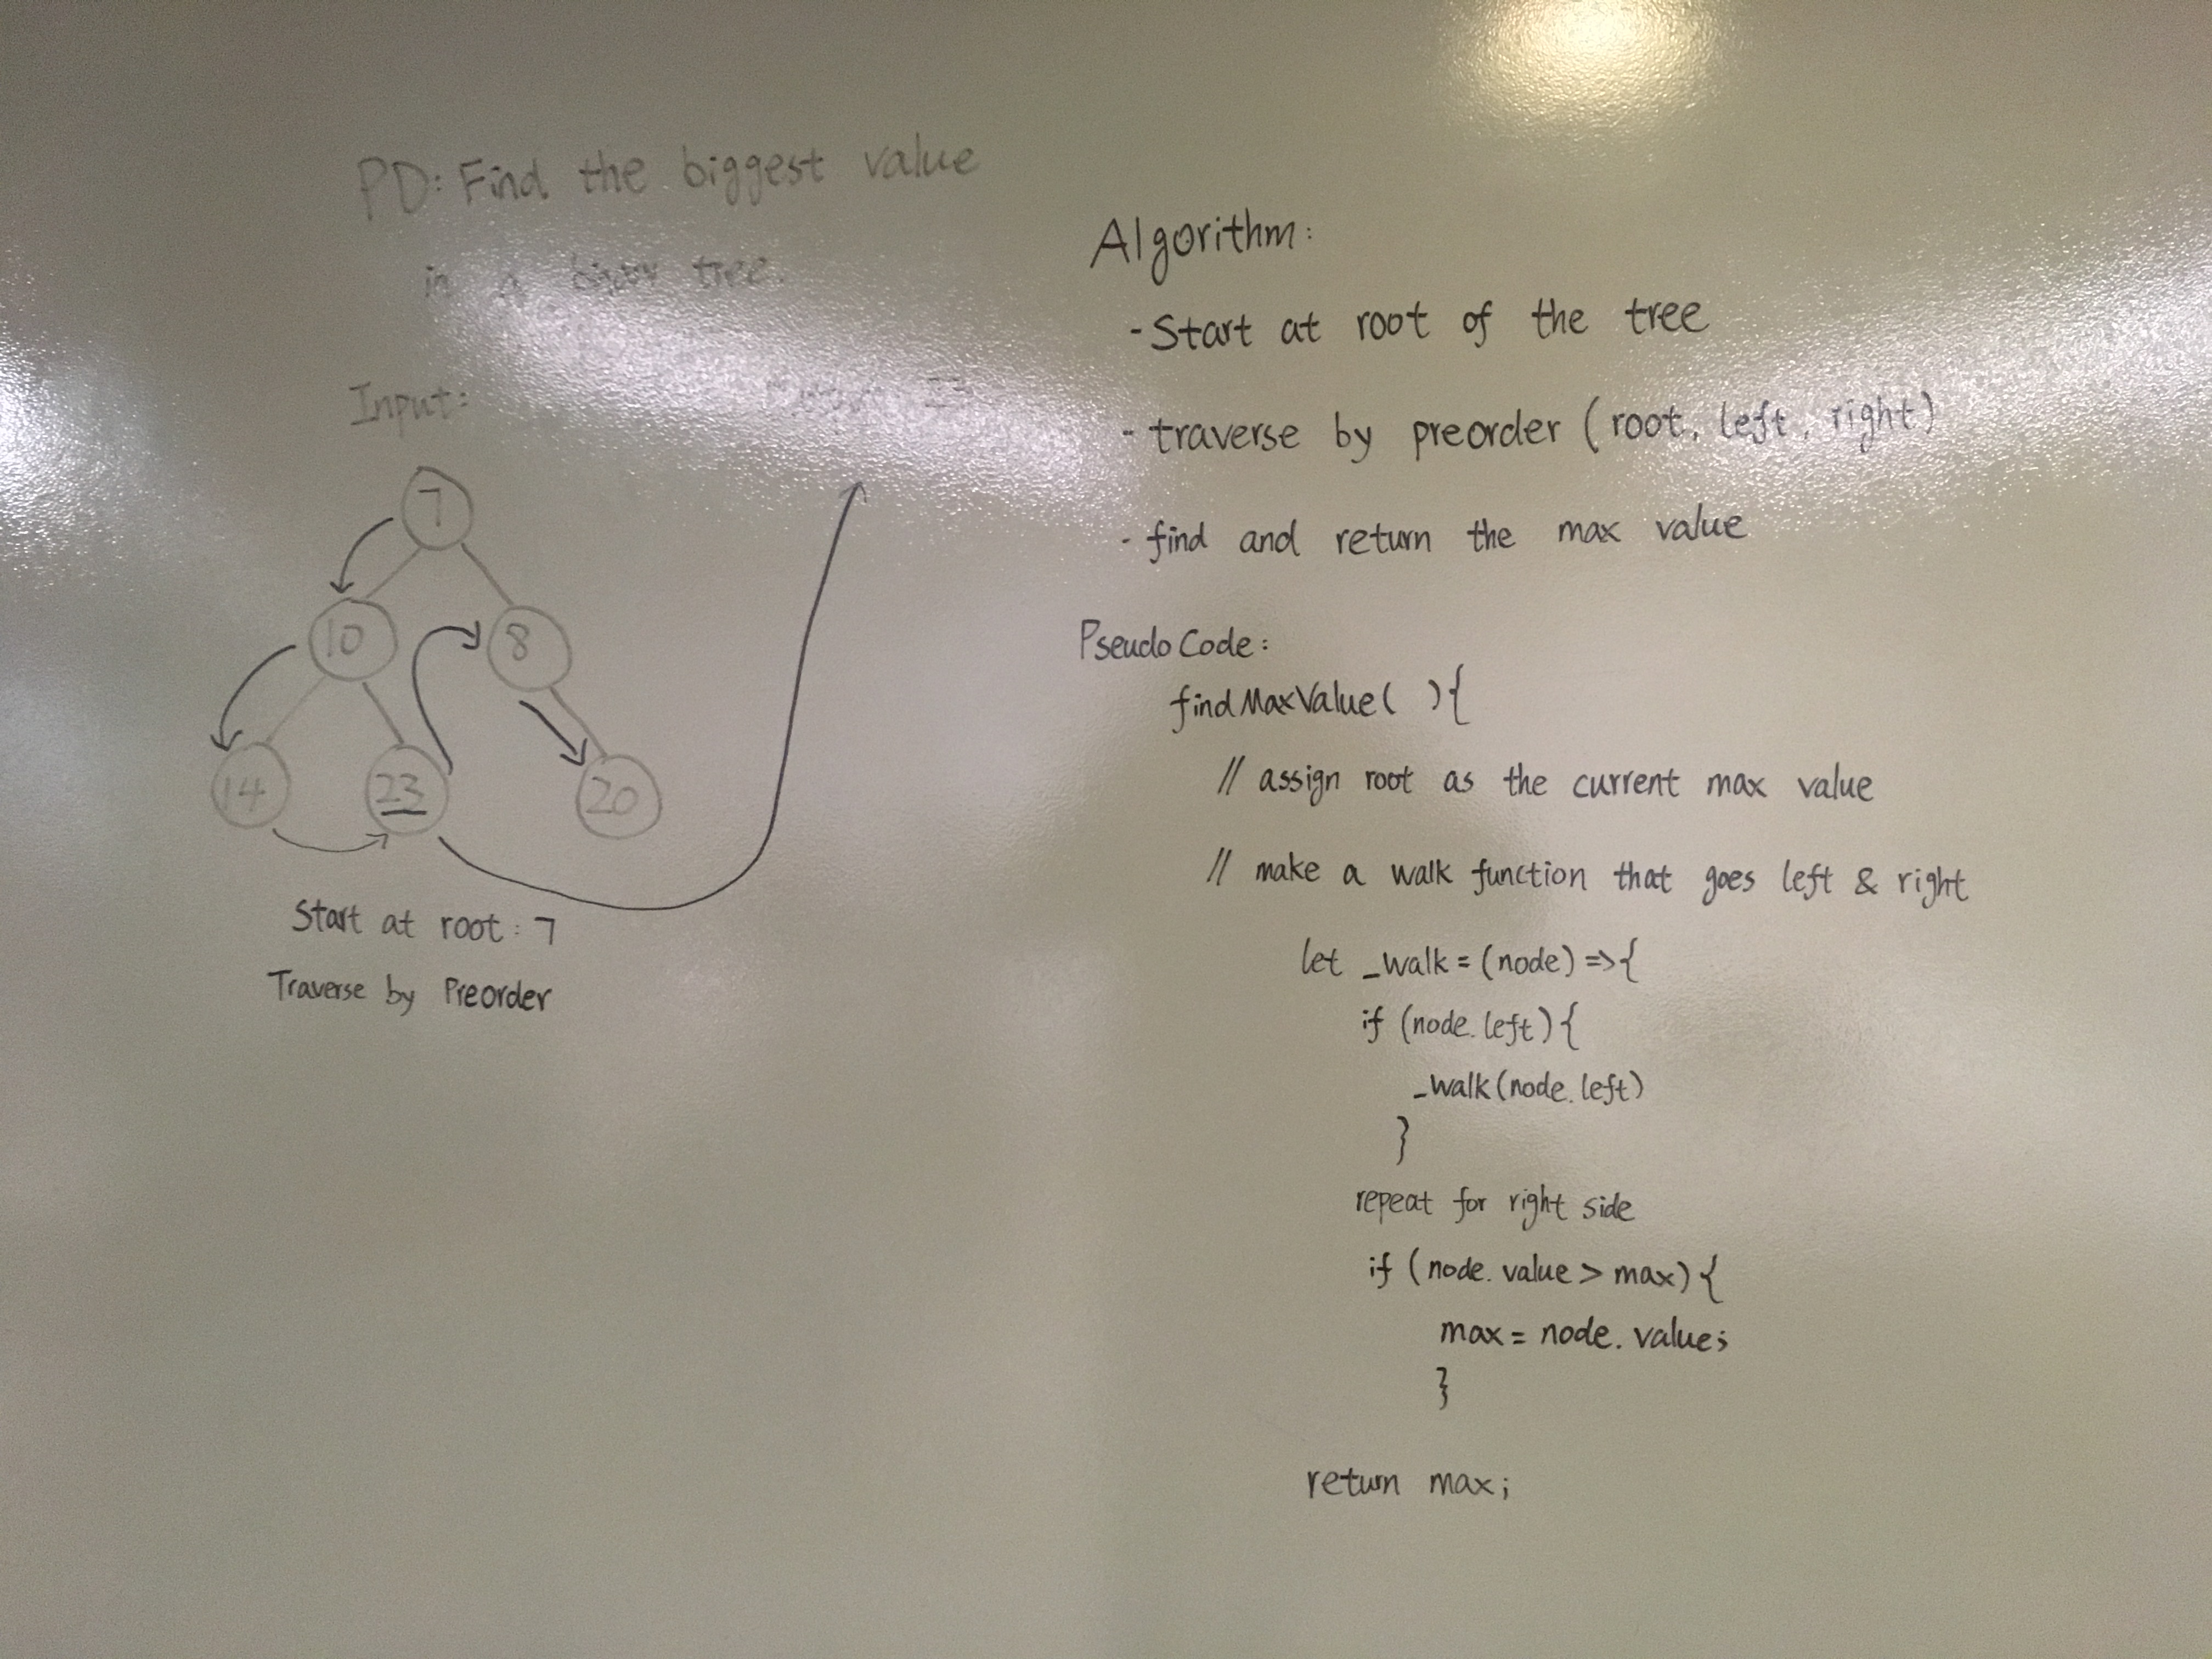 PD: Find the biggest value
in a binary tree.
Input:
23
7
10
8
14
23
20
Start at root: 7
Traverse by Preorder
Algorithm:
- Start at root of the tree
- traverse by preorder (root, left, right)
- find and return the max value
Pseudo Code:
findMaxValue( ){
// assign root as the current max value
// make a walk function that goes left & right
let _walk = (node) => {
if (node.left) {
_walk(node.left)
}
repeat for right side
if (node.value > max) {
max = node.value;
}
return max;